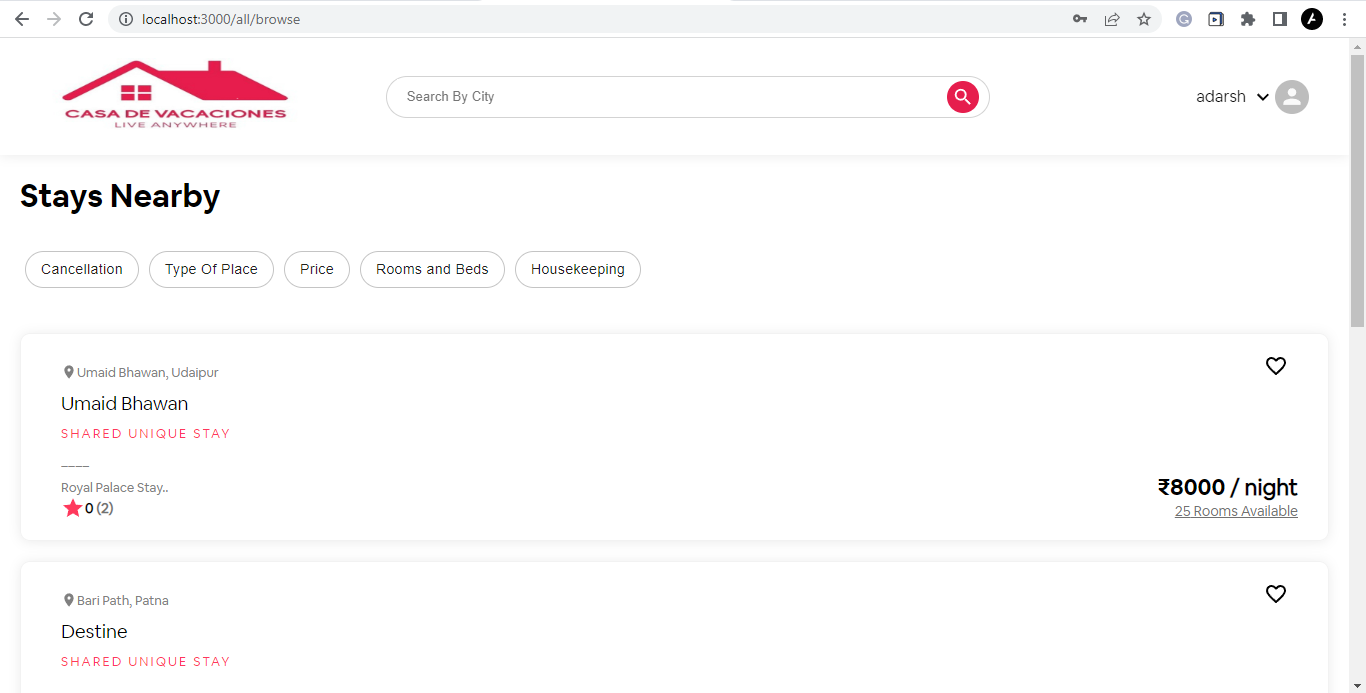 localhost:3000/all/browse
CASA DE VACACIONES
LIVE ANYWHERE
Search By City
adarsh
Stays Nearby
Cancellation
Type Of Place
Price
Rooms and Beds
Housekeeping
Umaid Bhawan, Udaipur
Umaid Bhawan
SHARED UNIQUE STAY
____
Royal Palace Stay..
0 (2)
₹8000 / night
25 Rooms Available
Bari Path, Patna
Destine
SHARED UNIQUE STAY